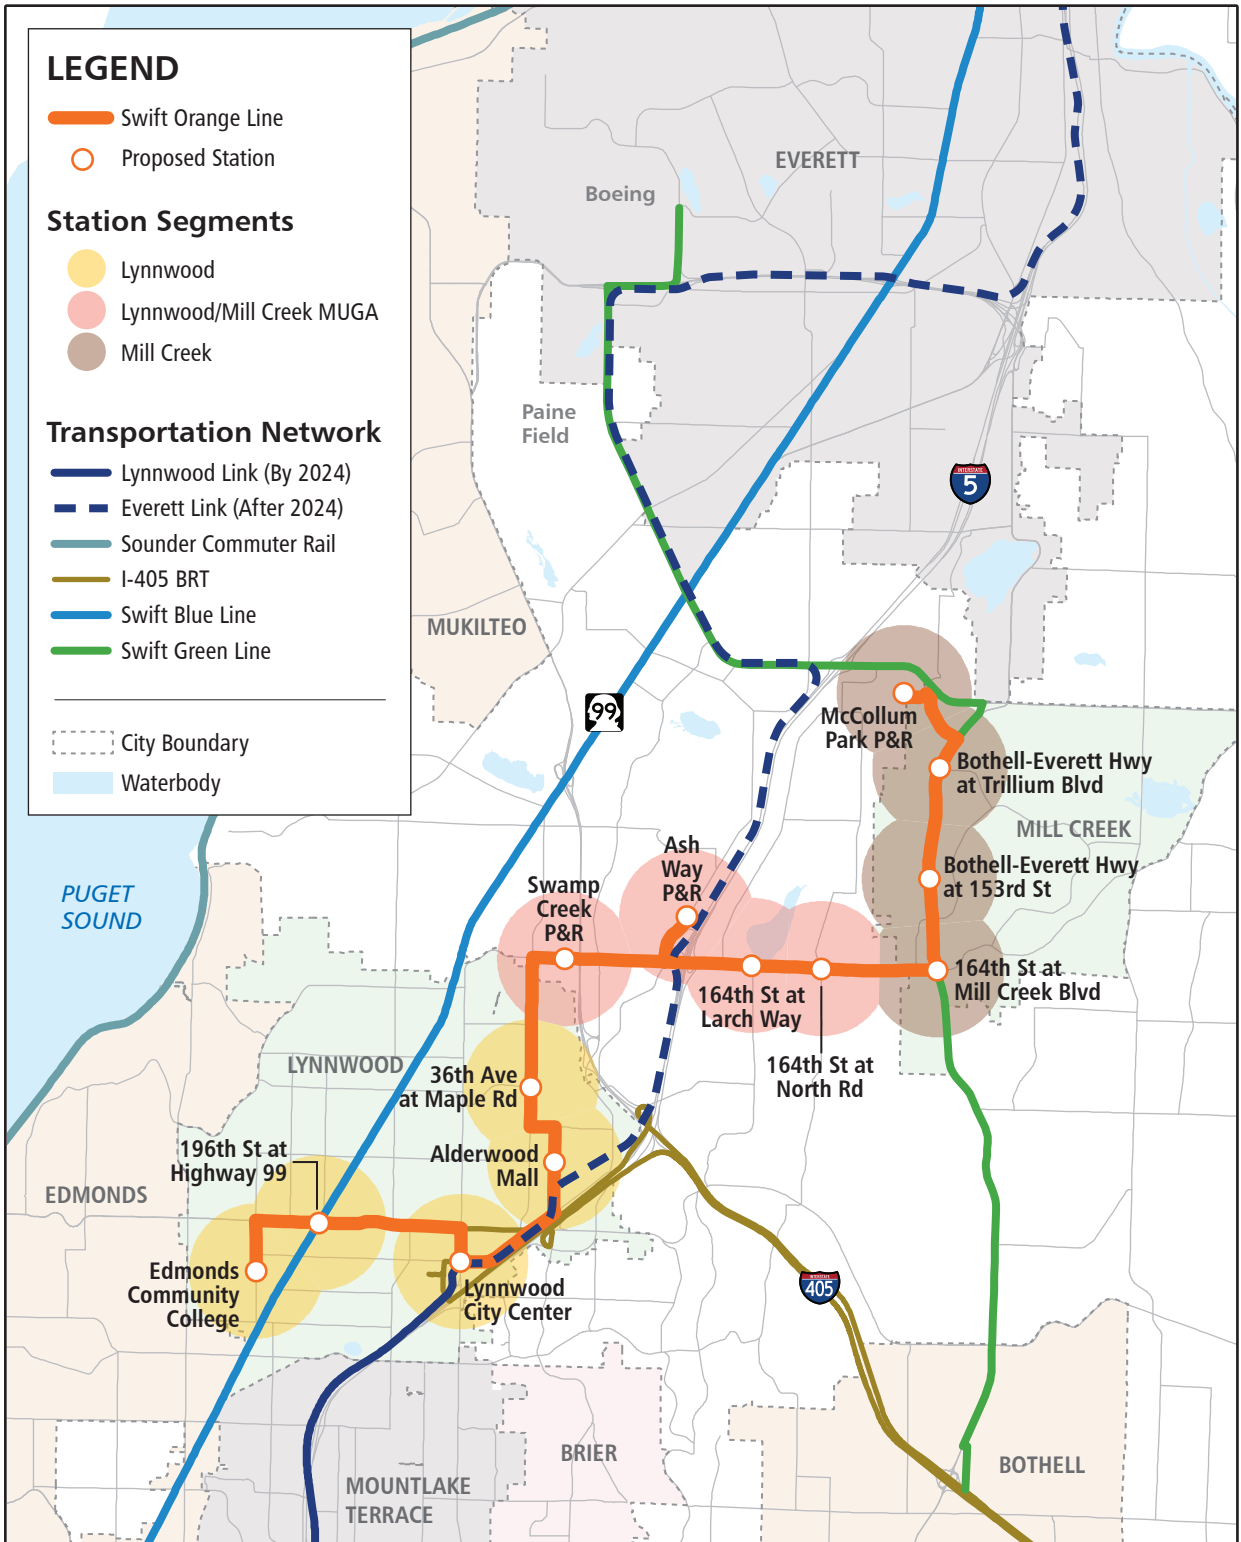 LEGEND
Swift Orange Line
Proposed Station
Station Segments
Lynnwood
Lynnwood/Mill Creek MUGA
Mill Creek
Transportation Network
Lynnwood Link (By 2024)
Everett Link (After 2024)
Sounder Commuter Rail
I-405 BRT
Swift Blue Line
Swift Green Line
City Boundary
Waterbody
EVERETT
Boeing
Paine
Field
INTERSTATE
5
MUKILTEO
99
McCollum
Park P&R
Bothell-Everett Hwy
at Trillium Blvd
MILL CREEK
Bothell-Everett Hwy
at 153rd St
Ash
Way
P&R
Swamp
Creek
P&R
PUGET
SOUND
164th St at
Mill Creek Blvd
164th St at
Larch Way
164th St at
North Rd
LYNNWOOD
36th Ave
at Maple Rd
196th St at
Highway 99
Alderwood
Mall
EDMONDS
Edmonds
Community
College
Lynnwood
City Center
INTERSTATE
405
BRIER
BOTHELL
MOUNTLAKE
TERRACE